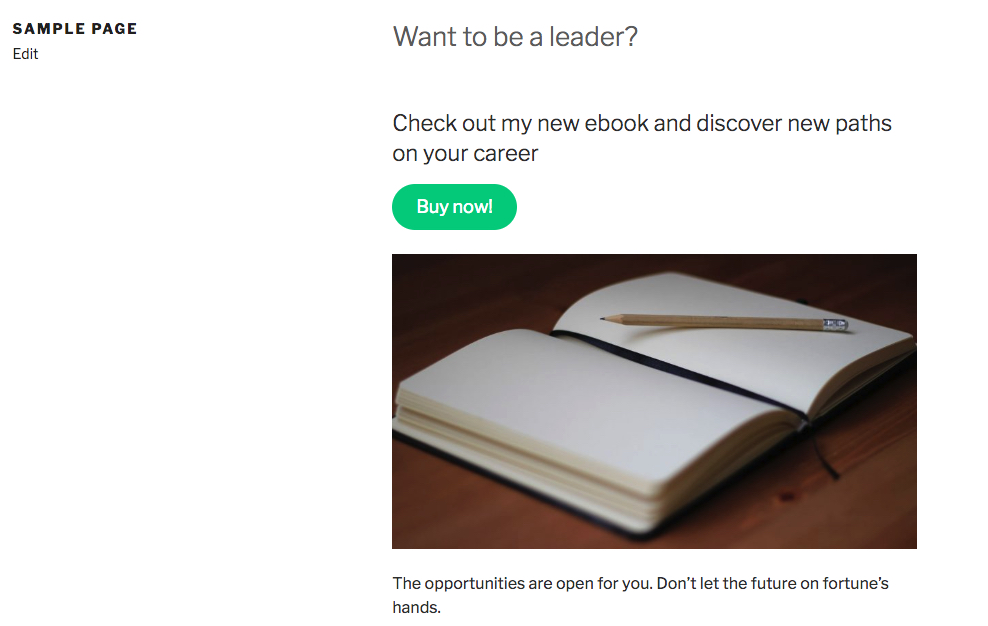 SAMPLE PAGE
Edit
Want to be a leader?
Check out my new ebook and discover new paths
on your career
Buy now!
The opportunities are open for you. Don’t let the future on fortune’s
hands.